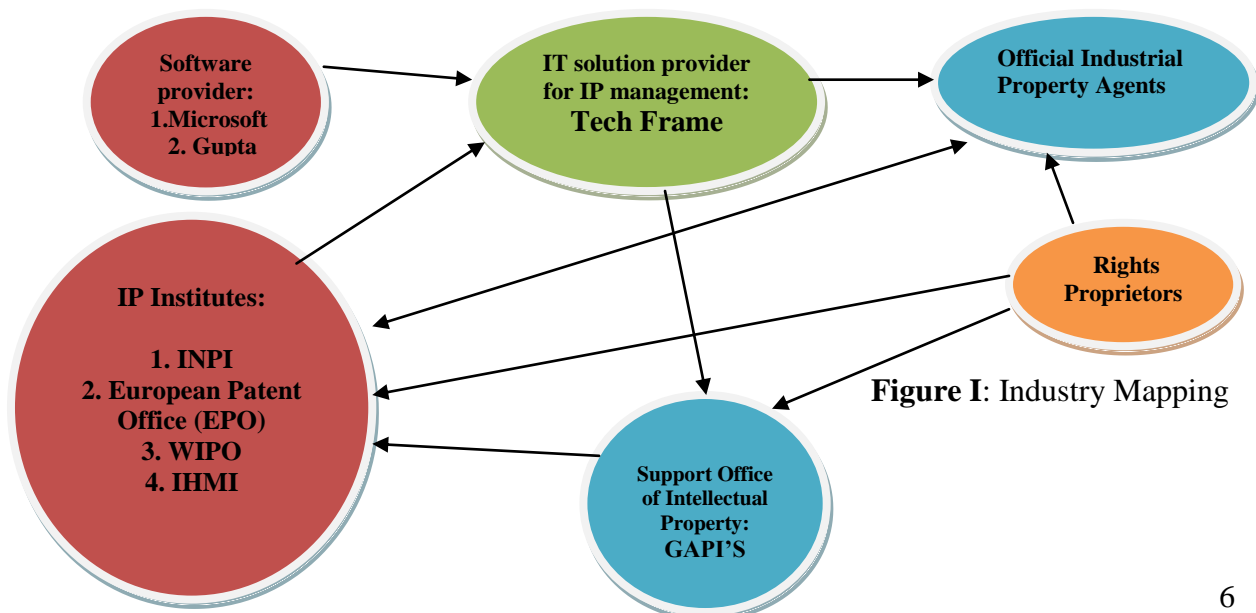 Software
provider:
1.Microsoft
2. Gupta
IT solution provider
for IP management:
Tech Frame
Official Industrial
Property Agents
IP Institutes:
1. INPI
2. European Patent
Office (EPO)
3. WIPO
4. IHMI
Rights
Proprietors
Figure I: Industry Mapping
Support Office
of Intellectual
Property:
GAPI’S
6